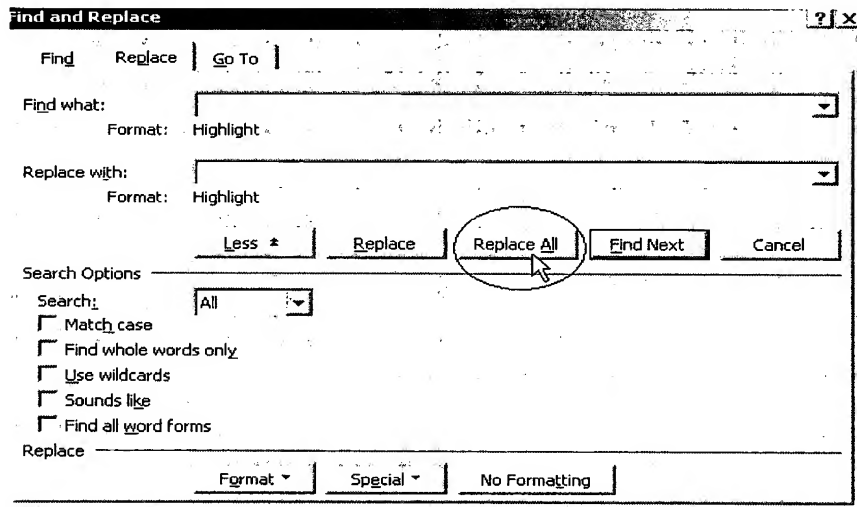 Find and Replace
Find Replace Go To
Find what:
Format: Highlight
Replace with:
Format: Highlight
Less Replace Replace All Find Next Cancel
Search Options
Search: All
Match case
Find whole words only
Use wildcards
Sounds like
Find all word forms
Replace
Format Special No Formatting